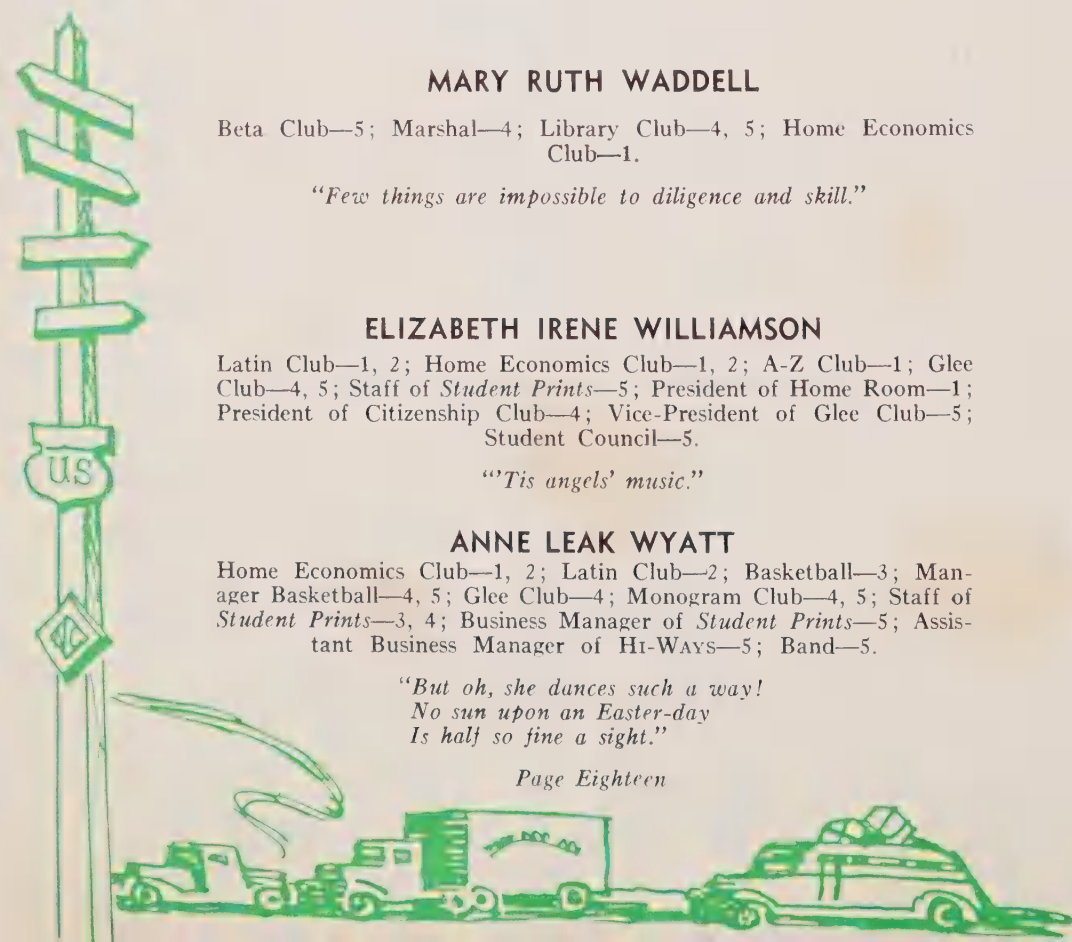 MARY RUTH WADDELL
Beta Club—5; Marshal—4; Library Club—4, 5; Home Economics
Club—1.
“Few things are impossible to diligence and skill.”
ELIZABETH IRENE WILLIAMSON
Latin Club—1, 2; Home Economics Club—1, 2; A-Z Club—1; Glee
Club—4, 5; Staff of Student Prints—5; President of Home Room—1;
President of Citizenship Club—4; Vice-President of Glee Club—5;
Student Council—5.
“’Tis angels’ music.”
US
ANNE LEAK WYATT
Home Economics Club—1, 2; Latin Club—2; Basketball—3; Man-
ager Basketball—4, 5; Glee Club—4; Monogram Club—4, 5; Staff of
Student Prints—3, 4; Business Manager of Student Prints—5; Assis-
tant Business Manager of HI-WAYS—5; Band—5.
“But oh, she dances such a way!
No sun upon an Easter-day
Is half so fine a sight.”
Page Eighteen